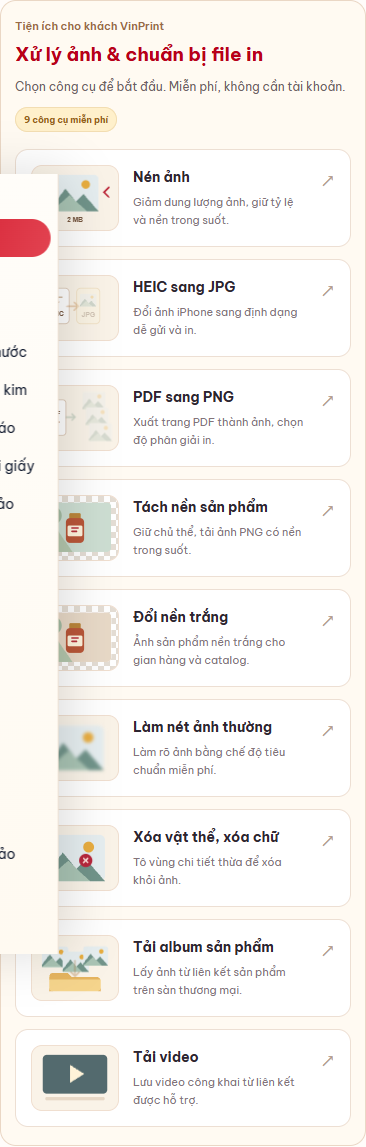 Tiện ích cho khách VinPrint
Xử lý ảnh & chuẩn bị file in
Chọn công cụ để bắt đầu. Miễn phí, không cần tài khoản.
9 công cụ miễn phí
Nén ảnh
Giảm dung lượng ảnh, giữ tỷ lệ
và nền trong suốt.
2 MB
HEIC sang JPG
Đổi ảnh iPhone sang định dạng
dễ gửi và in.
JPG
PDF sang PNG
Xuất trang PDF thành ảnh, chọn
độ phân giải in.
kim
giấy
Tách nền sản phẩm
Giữ chủ thể, tải ảnh PNG có nền
trong suốt.
Đổi nền trắng
Ảnh sản phẩm nền trắng cho
gian hàng và catalog.
Làm nét ảnh thường
Làm rõ ảnh bằng chế độ tiêu
chuẩn miễn phí.
Xóa vật thể, xóa chữ
Tô vùng chi tiết thừa để xóa
khỏi ảnh.
Tải album sản phẩm
Lấy ảnh từ liên kết sản phẩm
trên sàn thương mại.
Tải video
Lưu video công khai từ liên kết
được hỗ trợ.